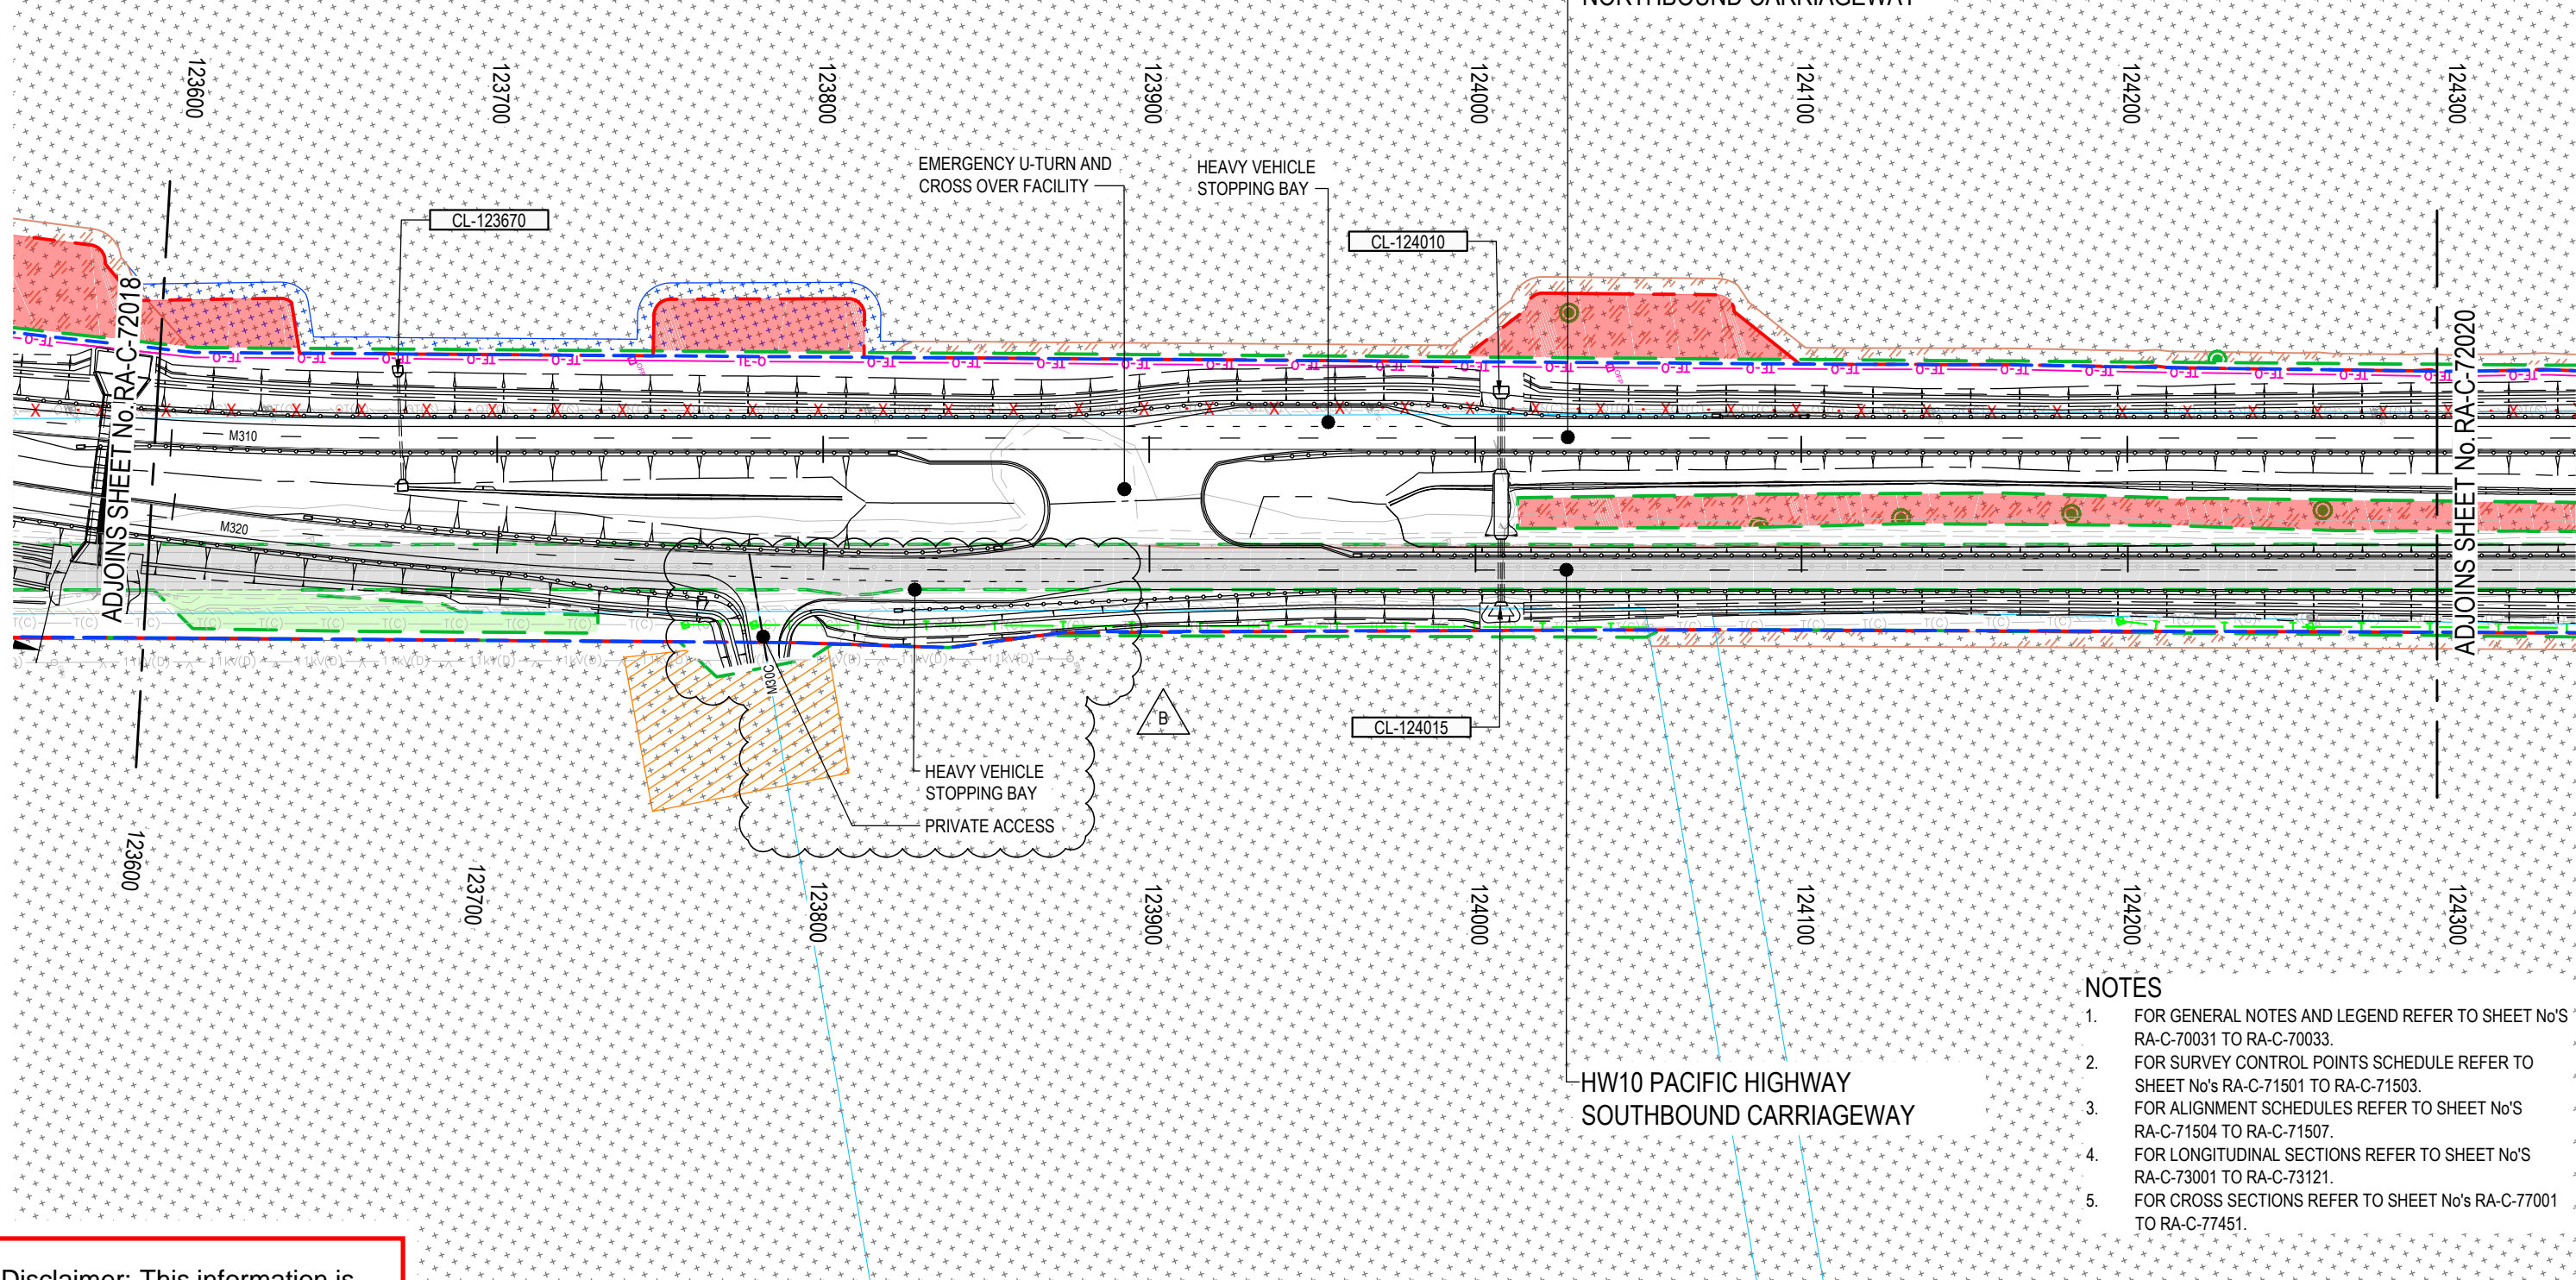 NORTHBOUND CARRIAGEWAY
123600
123700
123800
123900
124000
124100
124200
124300
EMERGENCY U-TURN AND
CROSS OVER FACILITY
HEAVY VEHICLE
STOPPING BAY
CL-123670
CL-124010
ADJOINS SHEET No.RA-C-72018
ADJOINS SHEET No. RA-C-72020
M310
M320
M30C
B
CL-124015
HEAVY VEHICLE
STOPPING BAY
PRIVATE ACCESS
123600
123700
123800
123900
124000
124100
124200
124300
HW10 PACIFIC HIGHWAY
SOUTHBOUND CARRIAGEWAY
NOTES
1. FOR GENERAL NOTES AND LEGEND REFER TO SHEET No'S
RA-C-70031 TO RA-C-70033.
2. FOR SURVEY CONTROL POINTS SCHEDULE REFER TO
SHEET No's RA-C-71501 TO RA-C-71503.
3. FOR ALIGNMENT SCHEDULES REFER TO SHEET No'S
RA-C-71504 TO RA-C-71507.
4. FOR LONGITUDINAL SECTIONS REFER TO SHEET No'S
RA-C-73001 TO RA-C-73121.
5. FOR CROSS SECTIONS REFER TO SHEET No's RA-C-77001
TO RA-C-77451.
Disclaimer: This information is